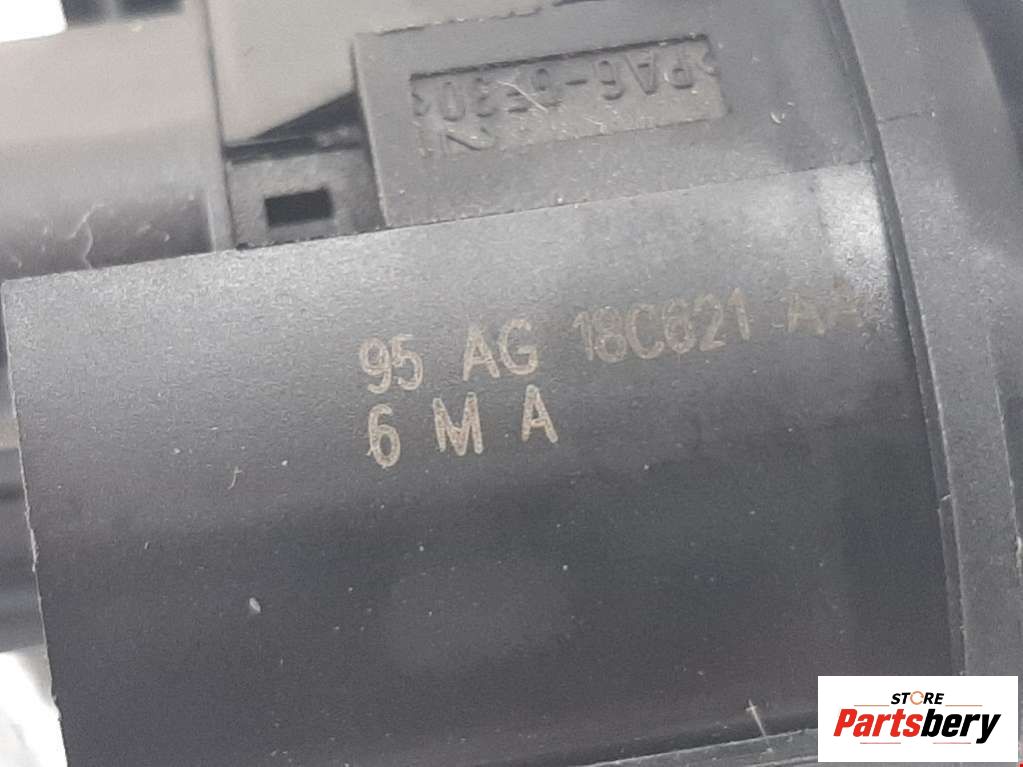 >PA6-GF30<
95 AG 18C621 AA
6 M A
STORE
Partsbery